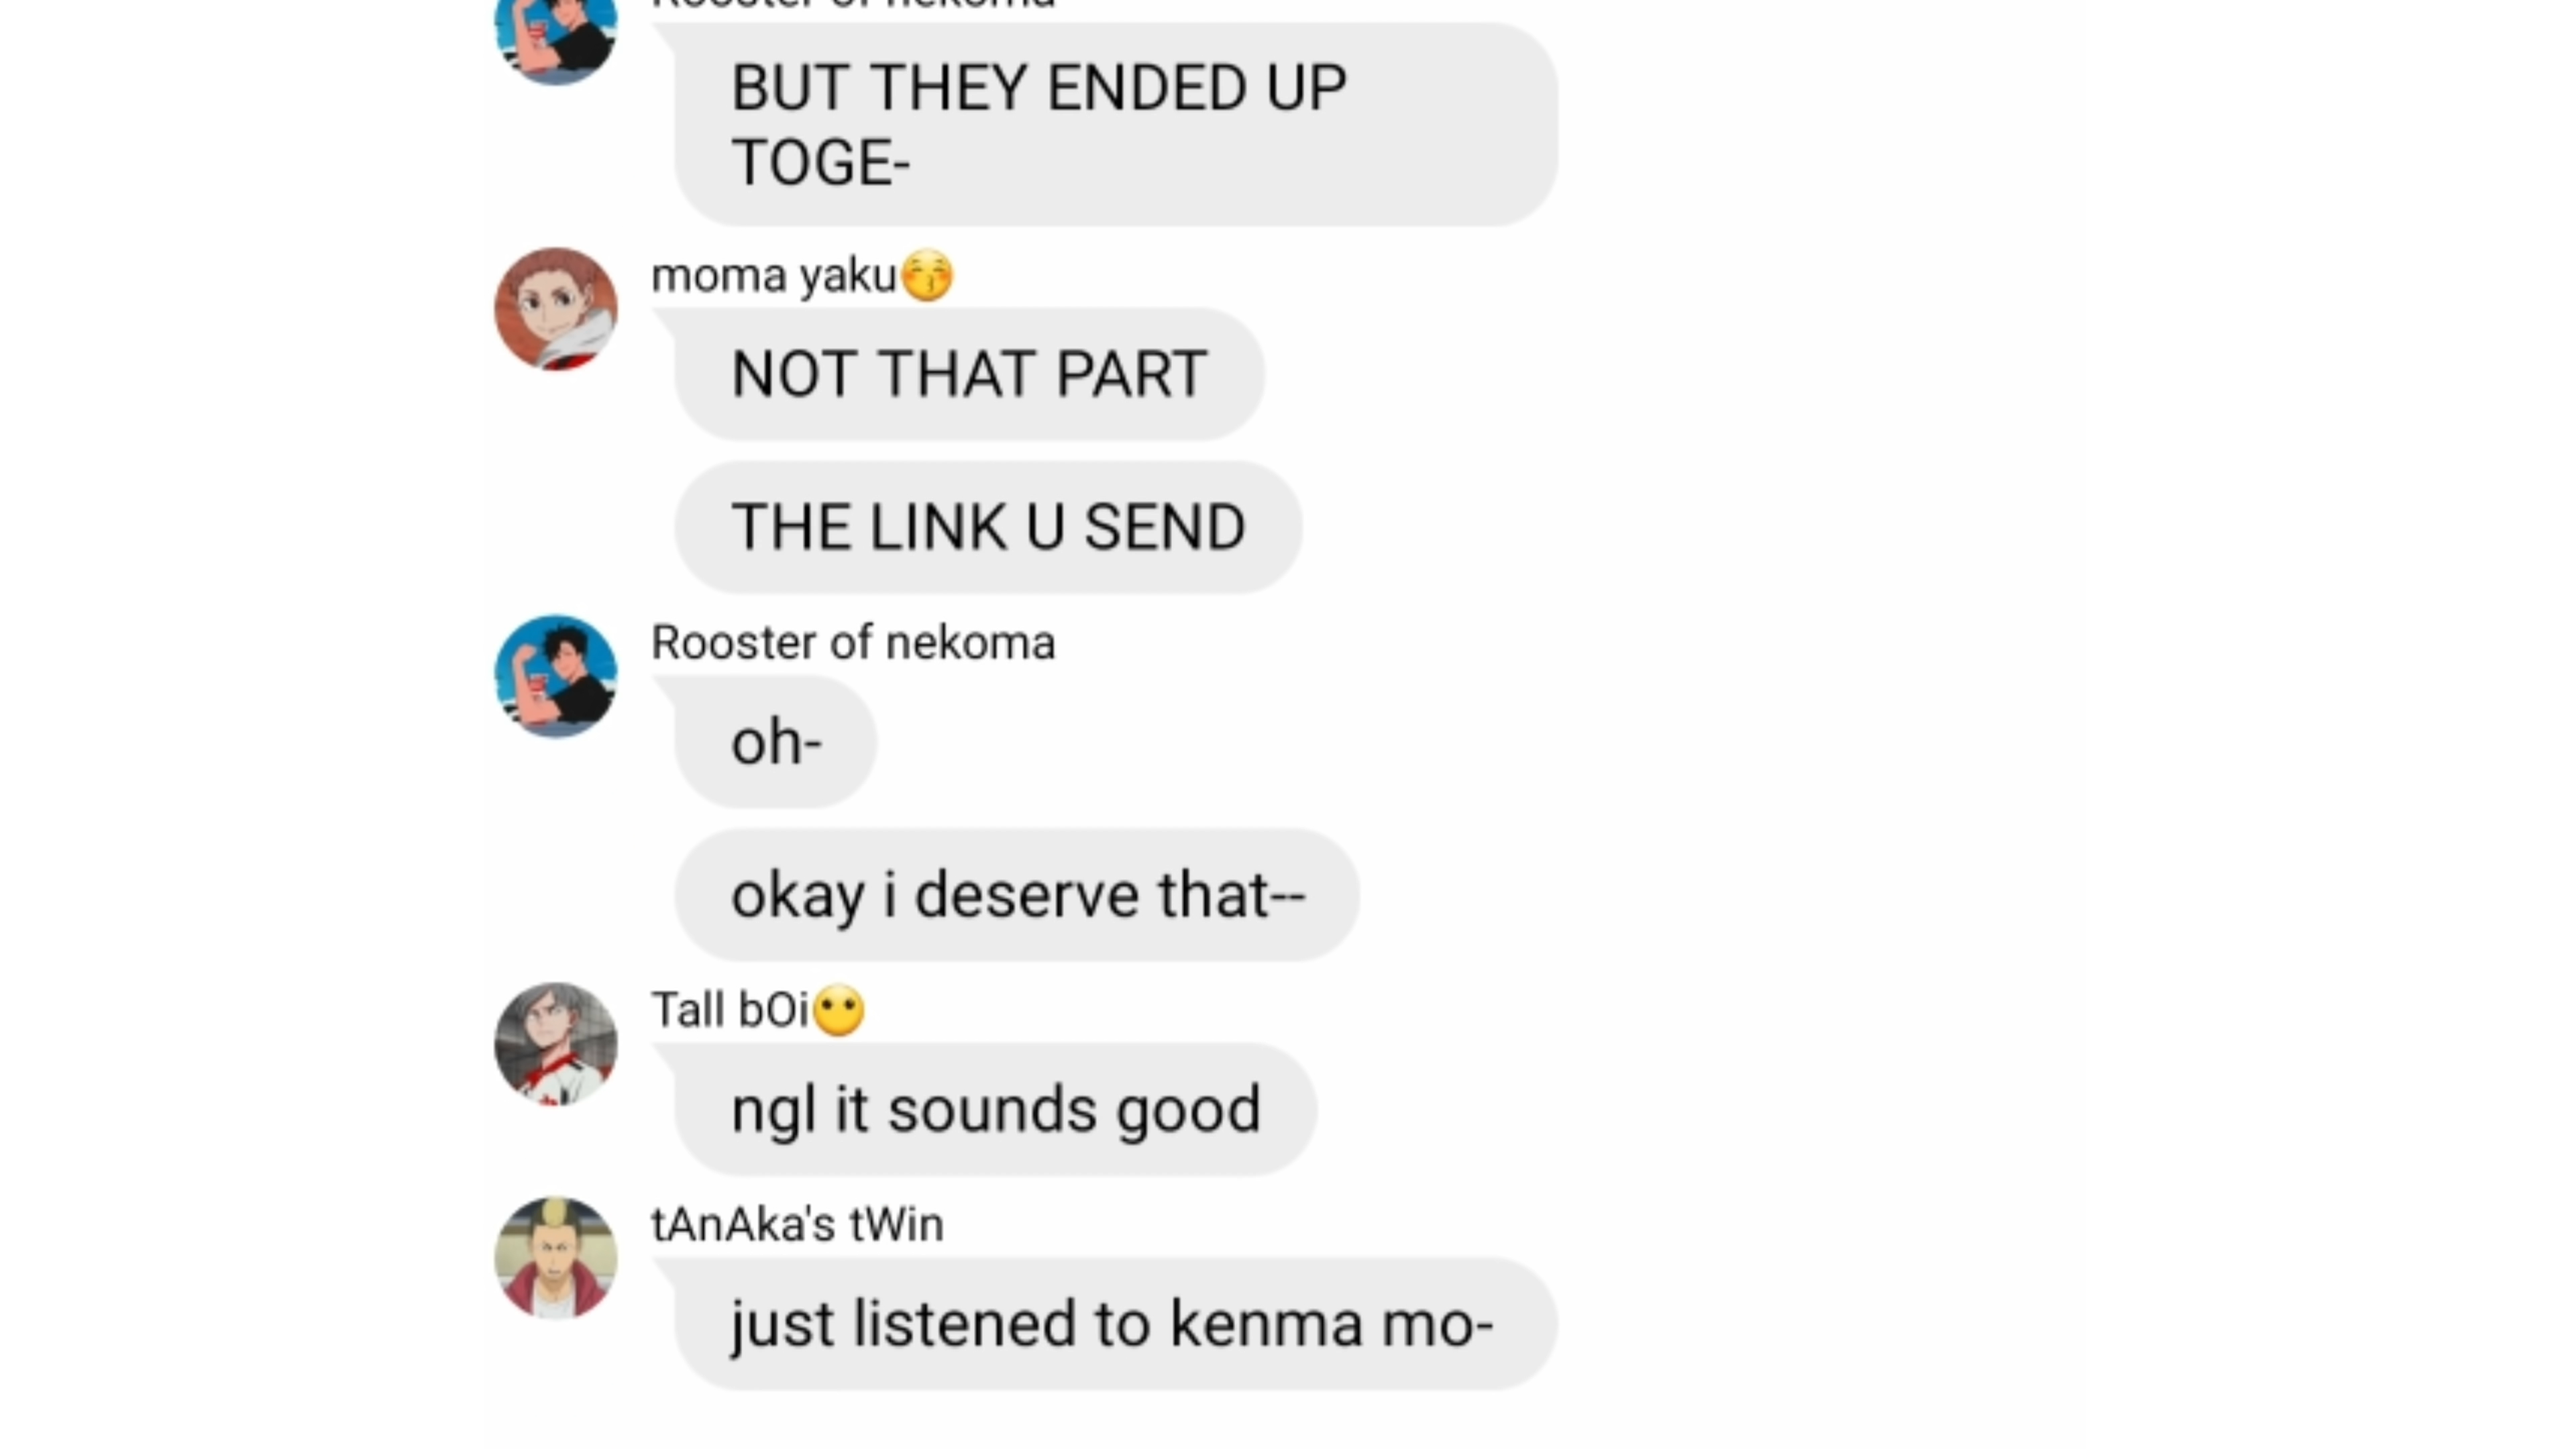 Rooster of nekoma
BUT THEY ENDED UP
TOGE-
moma yaku😚
NOT THAT PART
THE LINK U SEND
Rooster of nekoma
oh-
okay i deserve that--
Tall bOi😶
ngl it sounds good
tAnAka's tWin
just listened to kenma mo-